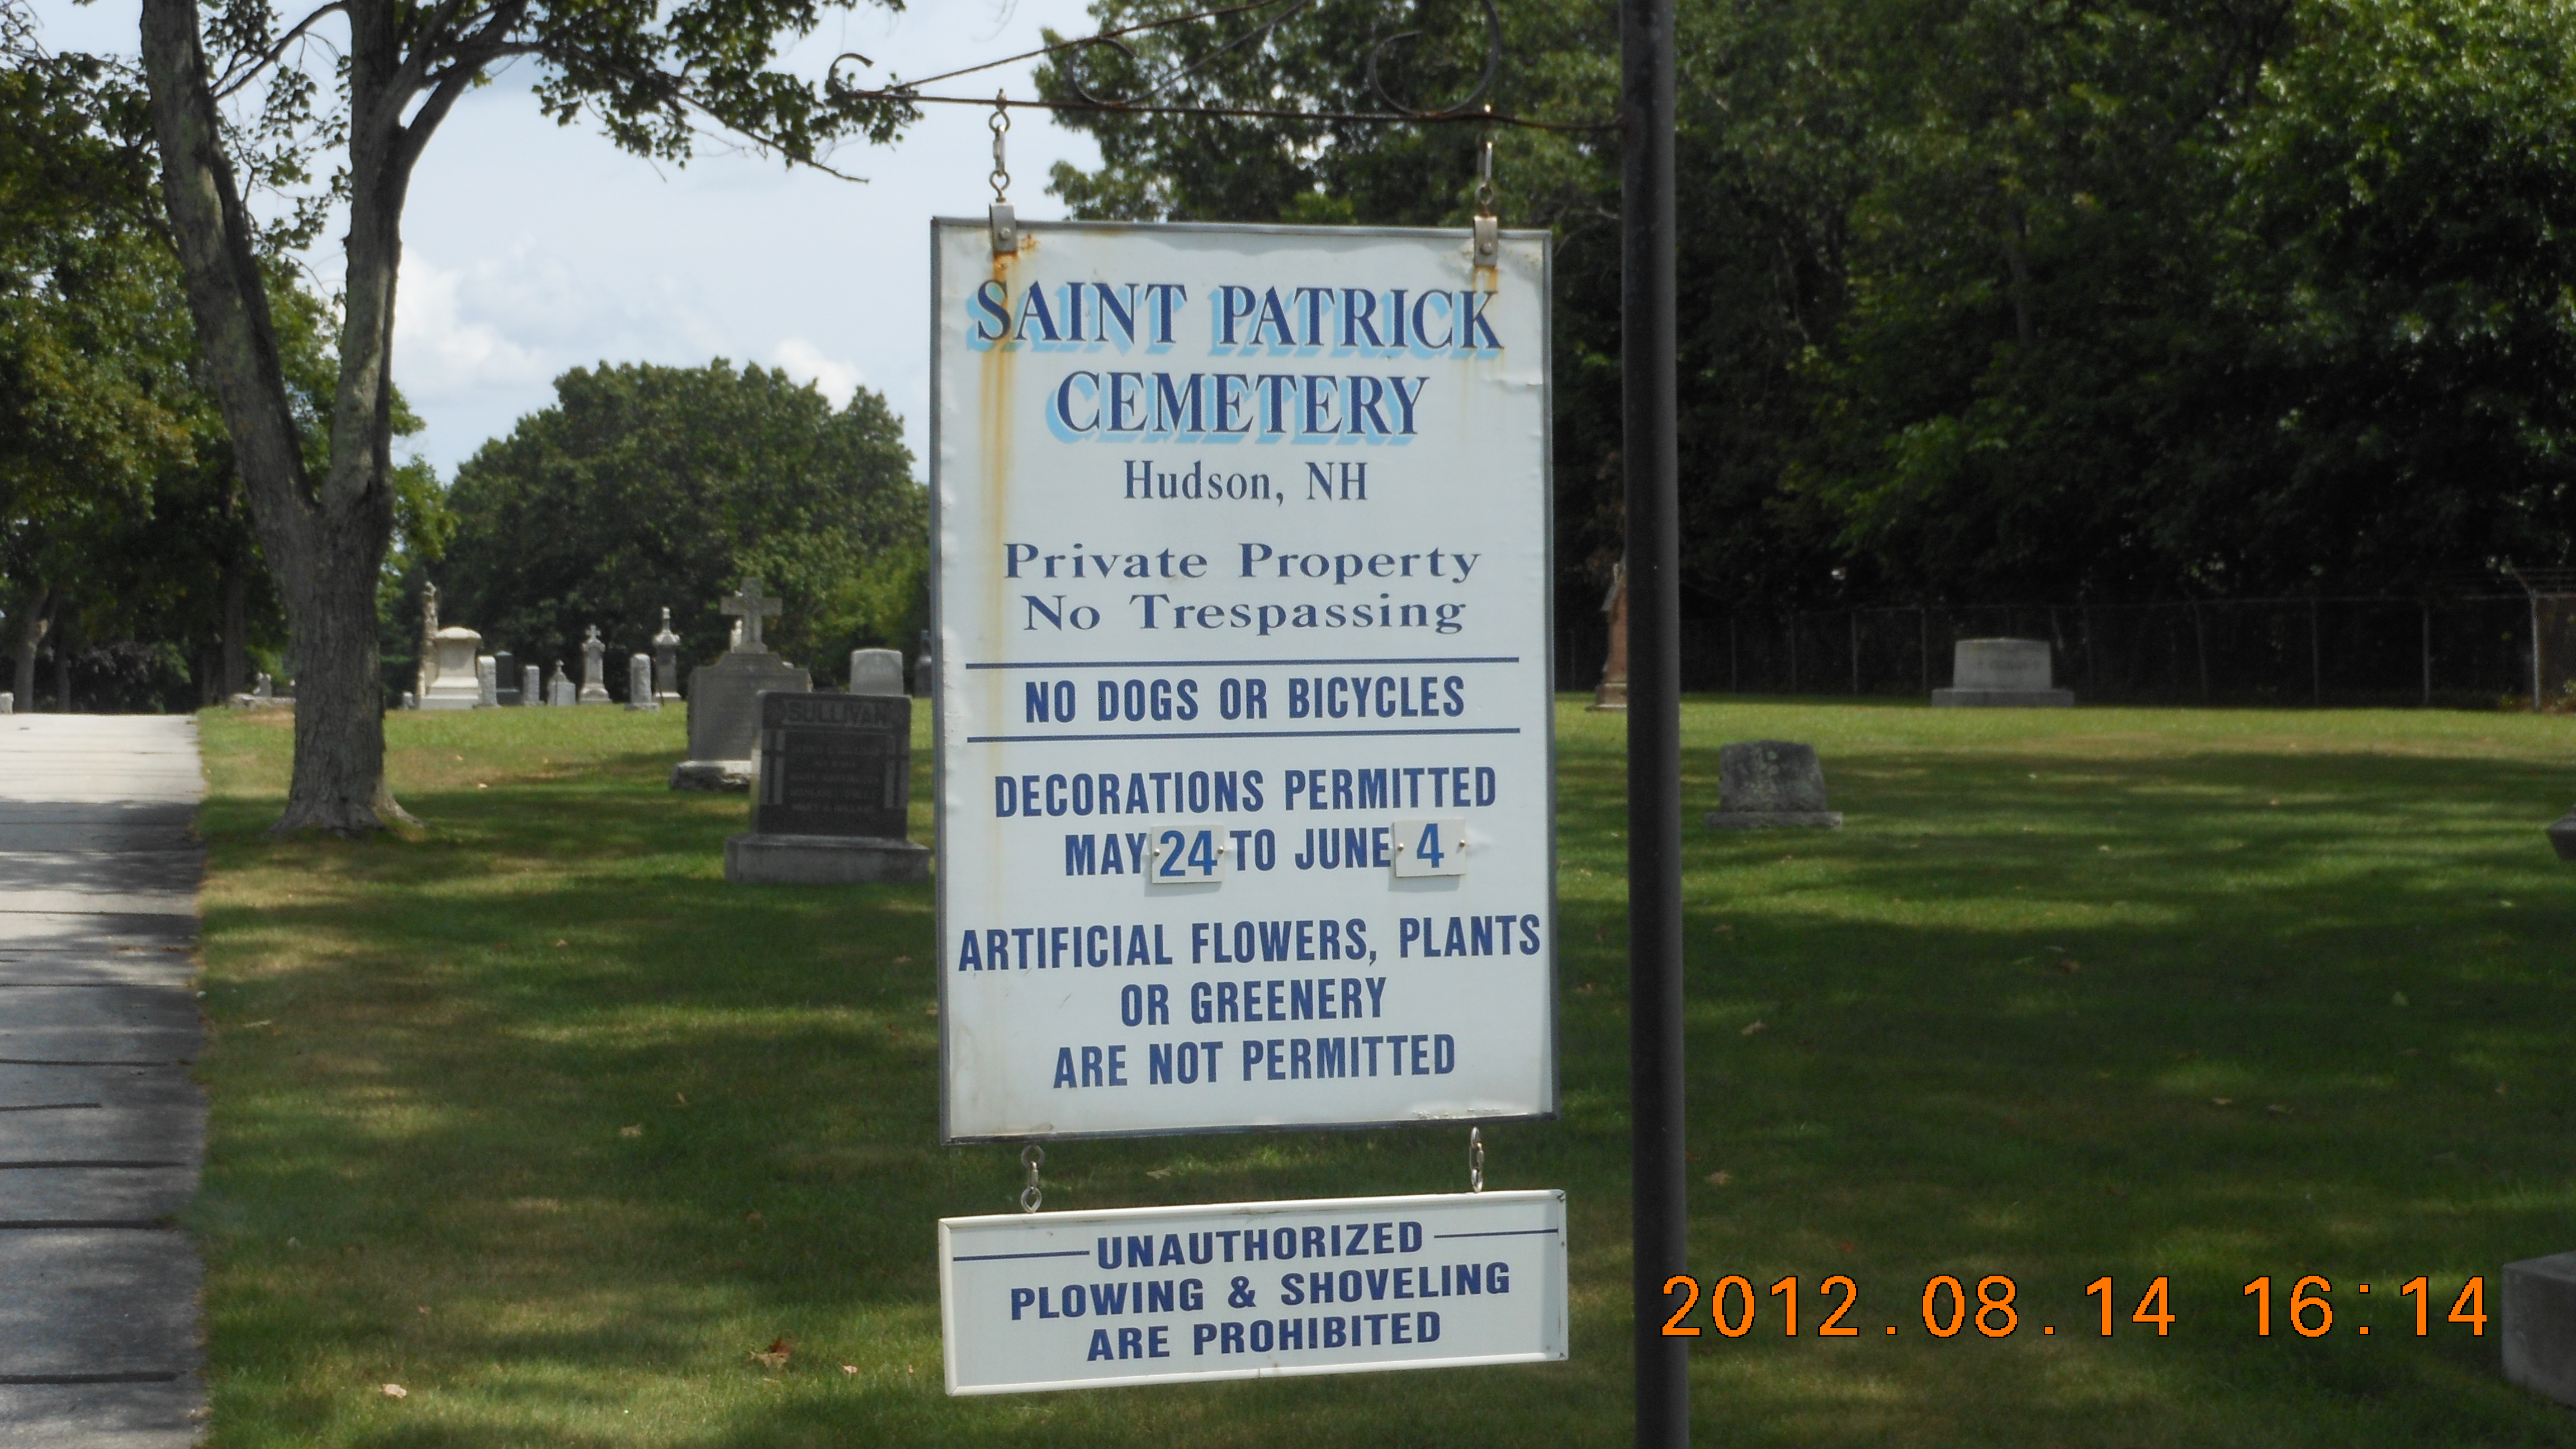 SAINT PATRICK
CEMETERY
Hudson, NH
Private Property
No Trespassing
NO DOGS OR BICYCLES
DECORATIONS PERMITTED
MAY 24 TO JUNE 4
ARTIFICIAL FLOWERS, PLANTS
OR GREENERY
ARE NOT PERMITTED
UNAUTHORIZED
PLOWING & SHOVELING
ARE PROHIBITED
SULLIVAN
2012.08.14 16:14